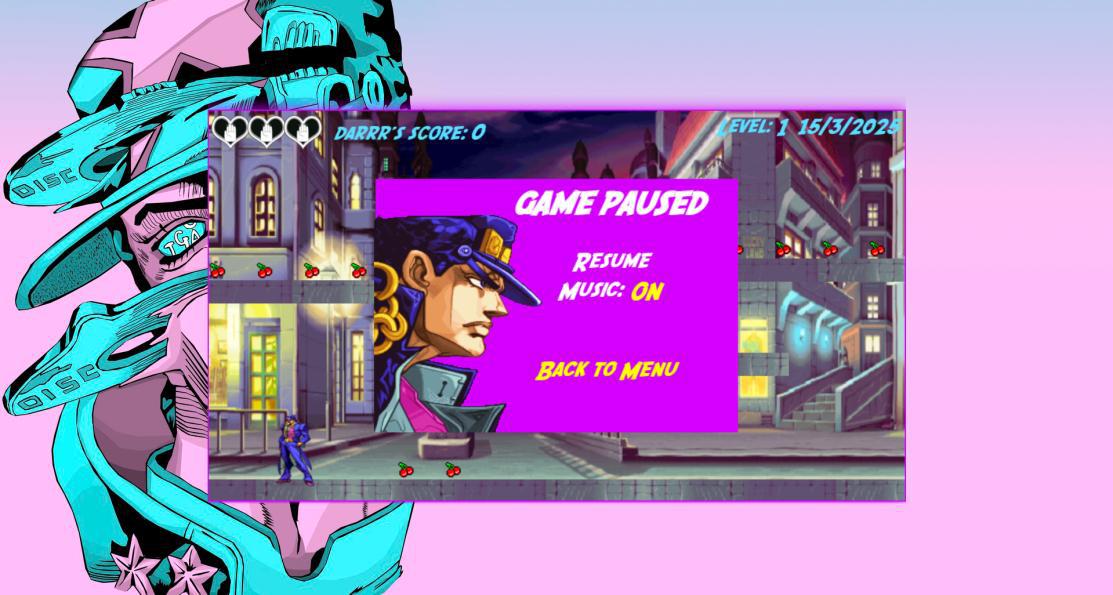 DARRR'S SCORE: 0
LEVEL: 1 15/3/2025
GAME PAUSED
RESUME
MUSIC: ON
BACK TO MENU
DISC
DISC